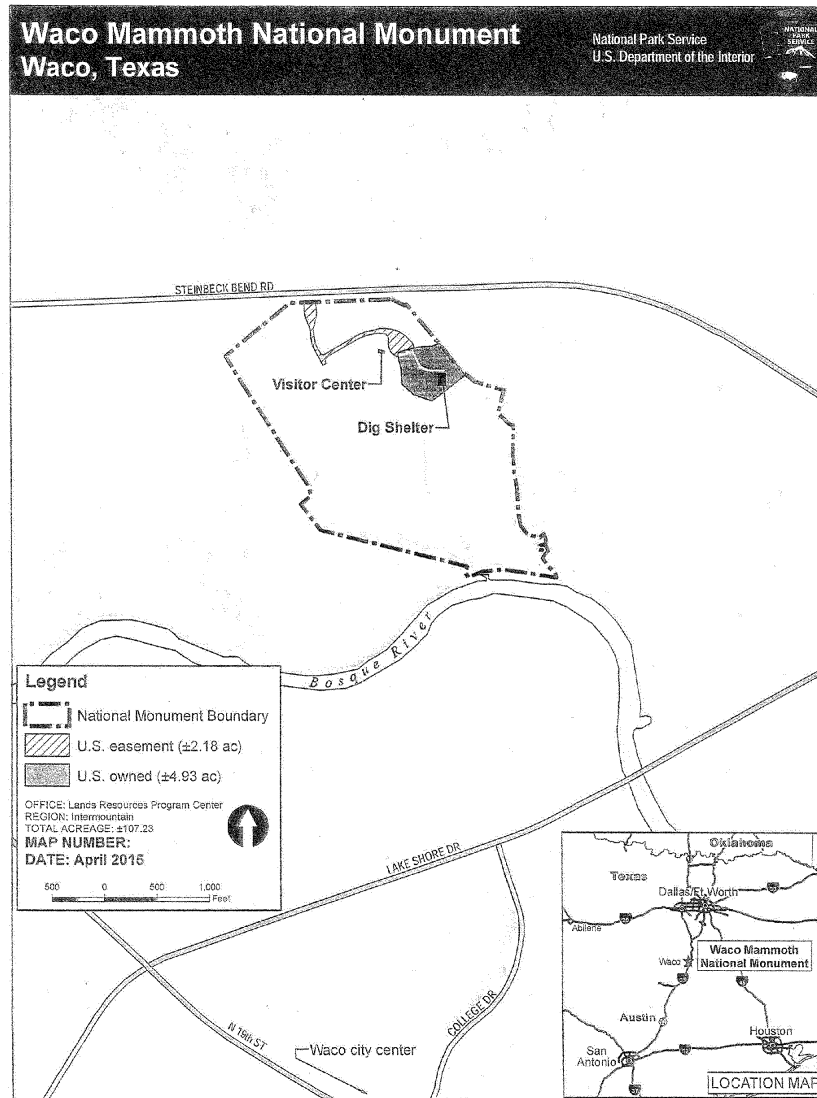 Waco Mammoth National Monument
Waco, Texas
National Park Service
U.S. Department of the Interior
NATIONAL
PARK
SERVICE
STEINBECK BEND RD
Visitor Center
Dig Shelter
Bosque River
Legend
National Monument Boundary
U.S. easement (±2.18 ac)
U.S. owned (±4.93 ac)
OFFICE: Lands Resources Program Center
REGION: Intermountain
TOTAL ACREAGE: ±107.23
MAP NUMBER:
DATE: April 2015
500 0 500 1,000
Feet
LAKE SHORE DR
N 19th ST
COLLEGE DR
Waco city center
Oklahoma
Texas
Dallas/Ft. Worth
Abilene
Waco
Waco Mammoth
National Monument
Austin
Houston
San
Antonio
LOCATION MAP